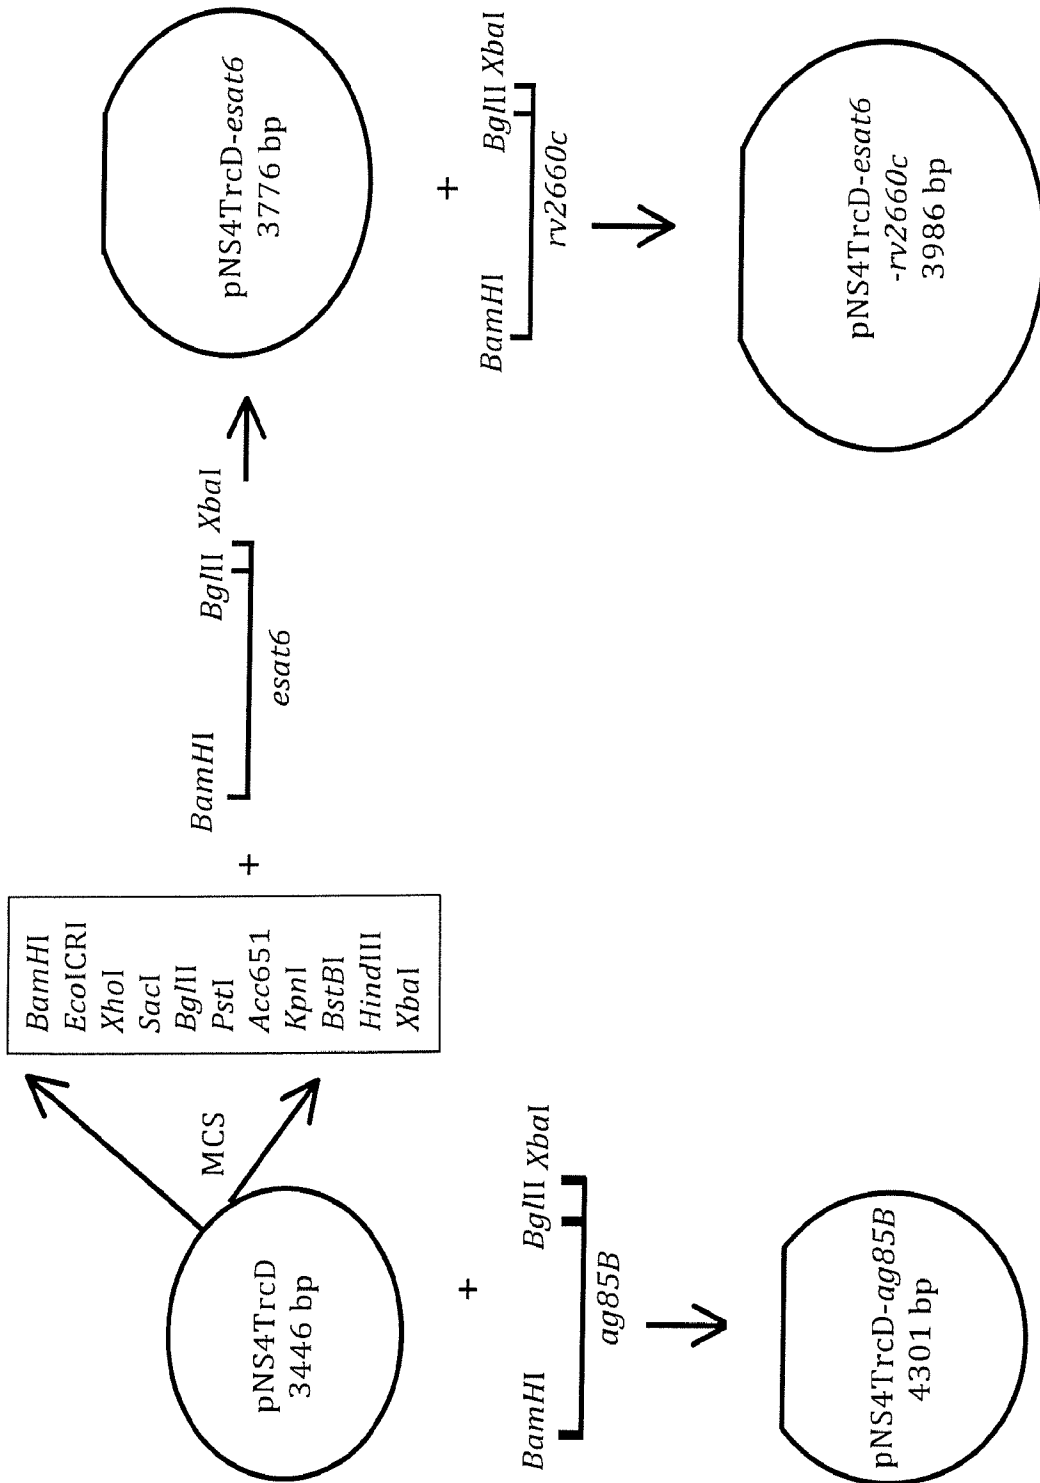 pNS4TrcD
3446 bp
MCS
BamHI
EcoICRI
XhoI
SacI
BglII
PstI
Acc651
KpnI
BstBI
HindIII
XbaI
+
BamHI
BglII XbaI
esat6
pNS4TrcD-esat6
3776 bp
+
BamHI
BglII XbaI
ag85B
pNS4TrcD-ag85B
4301 bp
+
BamHI
BglII XbaI
rv2660c
pNS4TrcD-esat6
-rv2660c
3986 bp